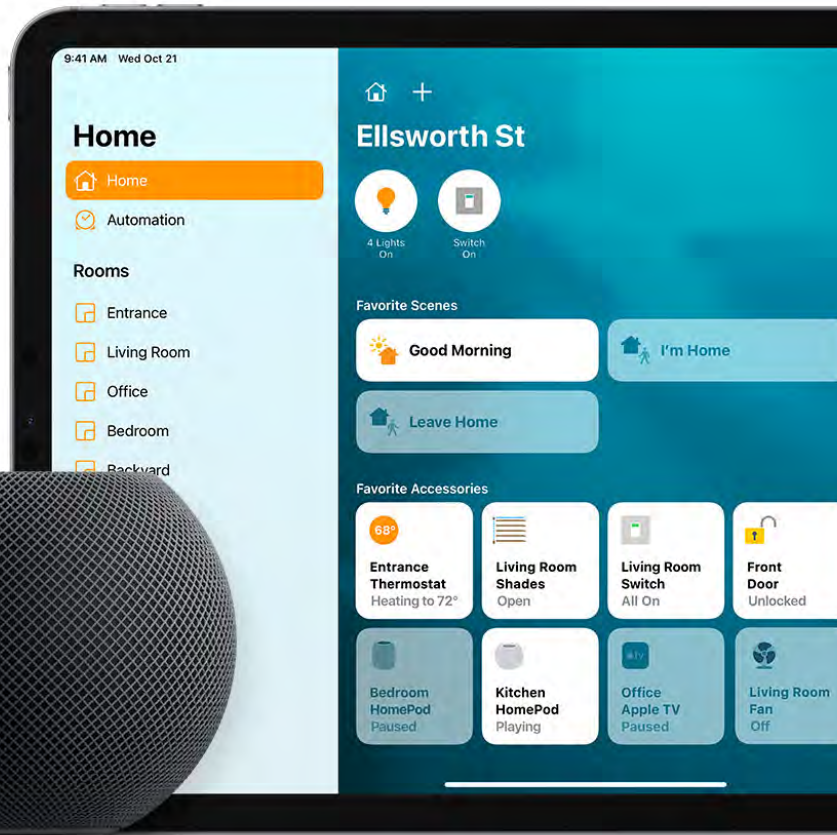 9:41 AM Wed Oct 21
Home
Home
Automation
Rooms
Entrance
Living Room
Office
Bedroom
Backyard
Ellsworth St
4 Lights
On
Switch
On
Favorite Scenes
Good Morning
I'm Home
Leave Home
Favorite Accessories
68°
Entrance
Thermostat
Heating to 72°
Living Room
Shades
Open
Living Room
Switch
All On
Front
Door
Unlocked
Bedroom
HomePod
Paused
Kitchen
HomePod
Playing
tv
Office
Apple TV
Paused
Living Room
Fan
Off